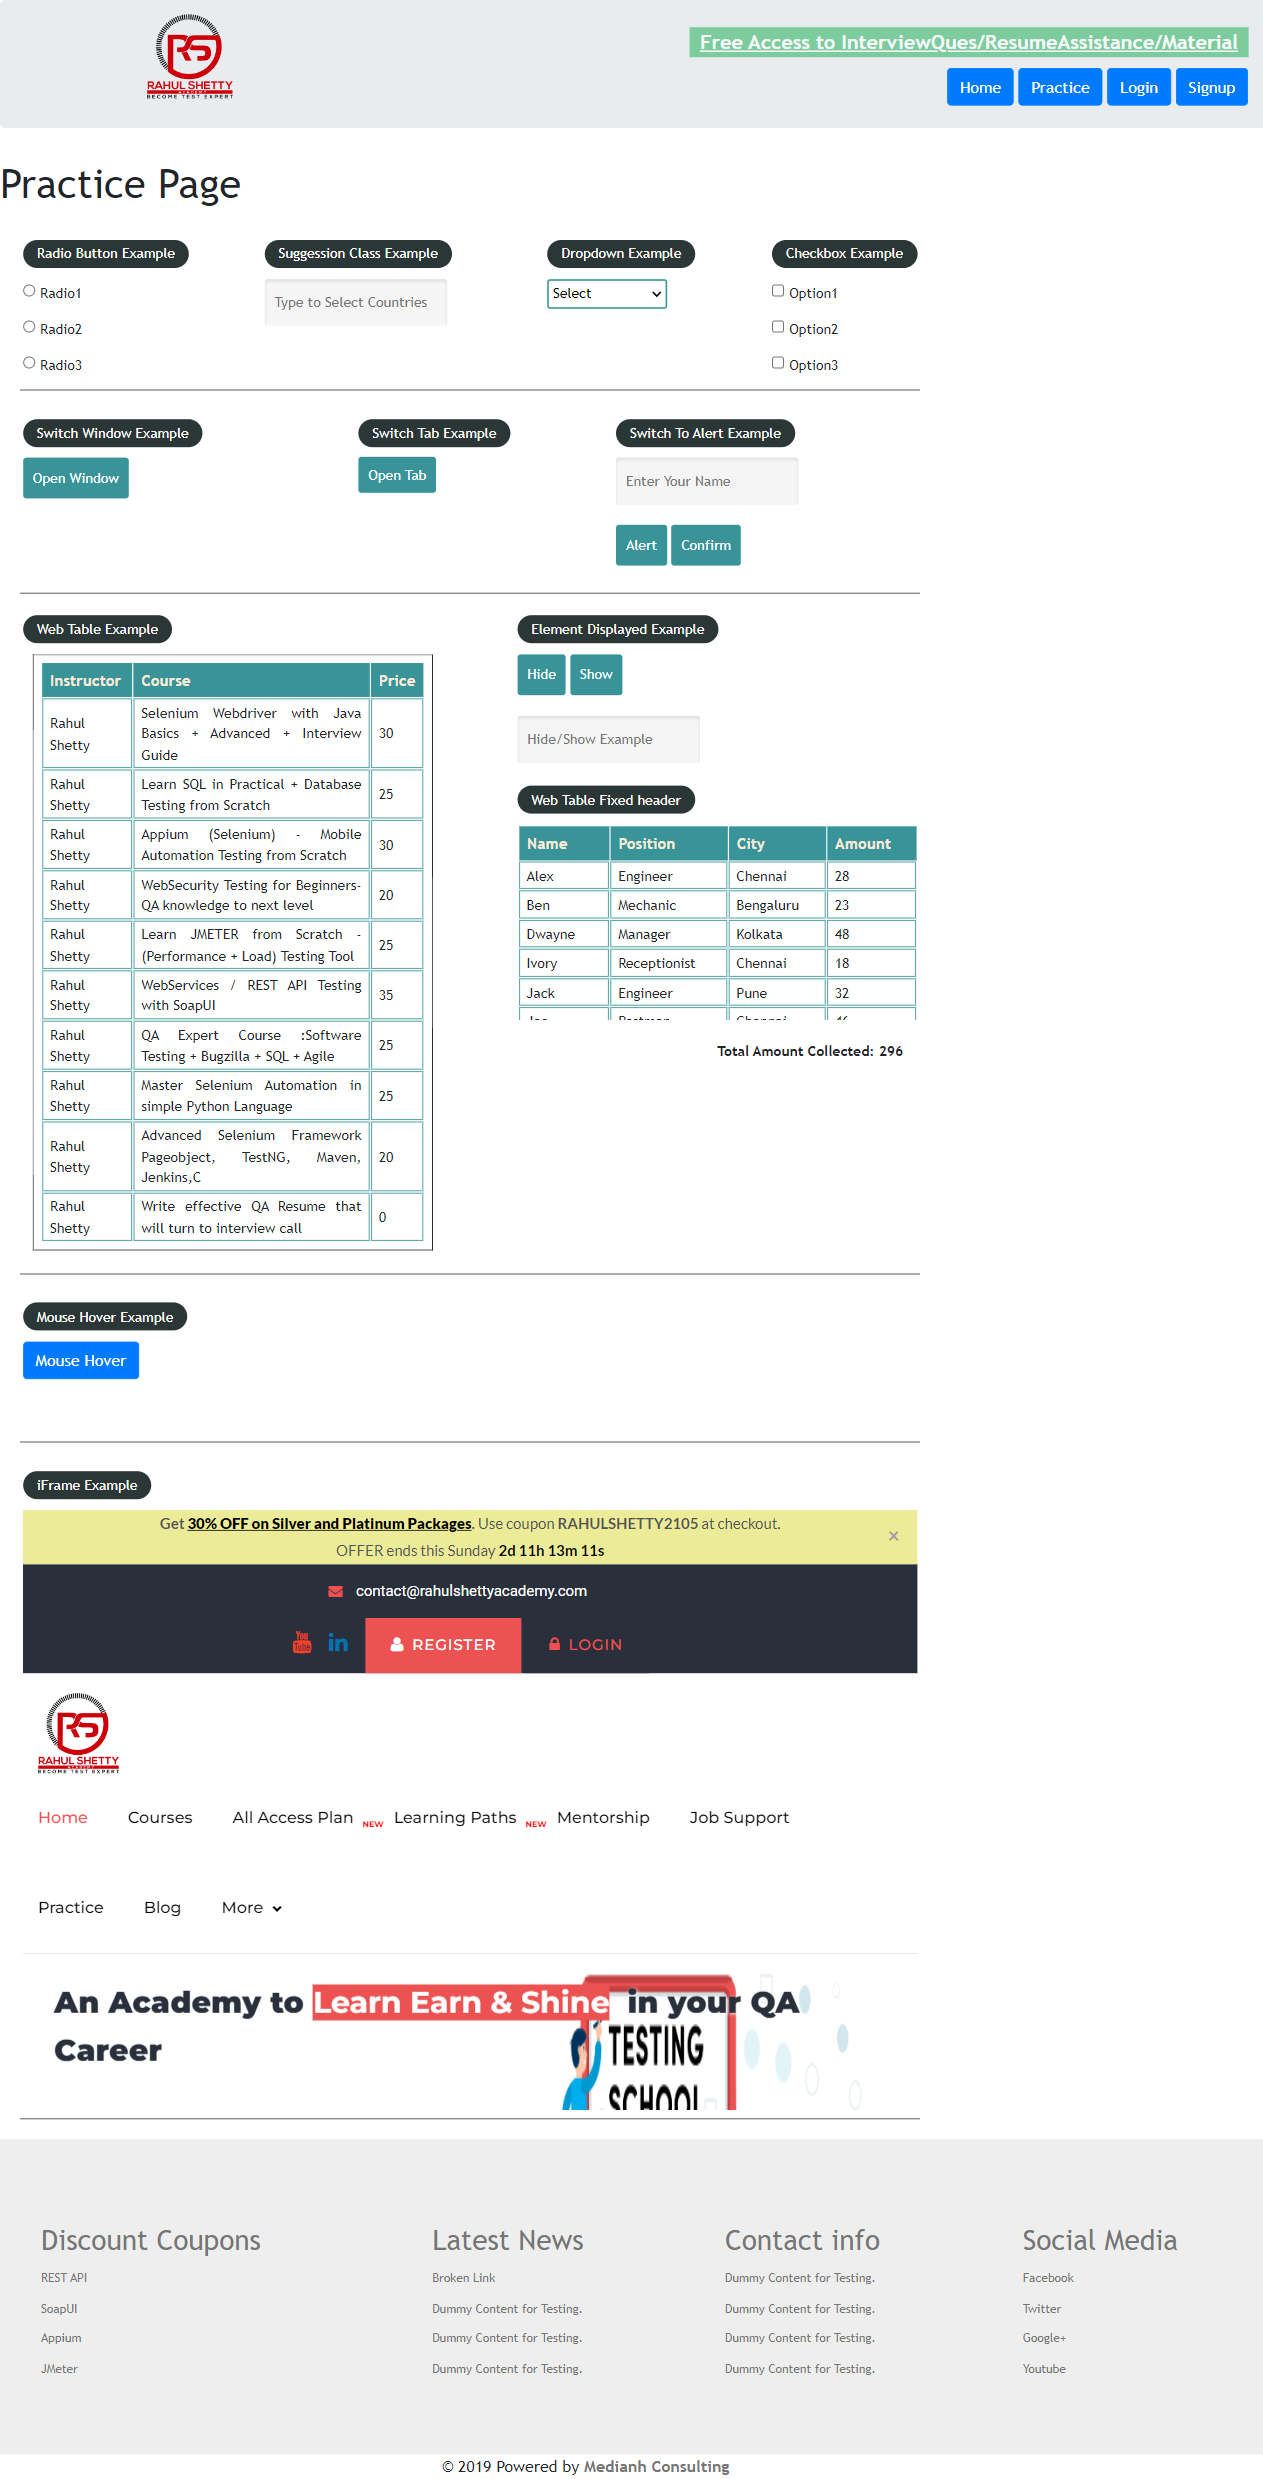 RAHUL SHETTY
ACADEMY
BECOME TEST EXPERT
Free Access to InterviewQues/ResumeAssistance/Material
Home Practice Login Signup
Practice Page
Radio Button Example
Radio1
Radio2
Radio3
Suggession Class Example
Type to Select Countries
Dropdown Example
Select
Checkbox Example
Option1
Option2
Option3
Switch Window Example
Open Window
Switch Tab Example
Open Tab
Switch To Alert Example
Enter Your Name
Alert Confirm
Web Table Example
Instructor Course Price
Rahul Shetty Selenium Webdriver with Java Basics + Advanced + Interview Guide 30
Rahul Shetty Learn SQL in Practical + Database Testing from Scratch 25
Rahul Shetty Appium (Selenium) - Mobile Automation Testing from Scratch 30
Rahul Shetty WebSecurity Testing for Beginners-QA knowledge to next level 20
Rahul Shetty Learn JMETER from Scratch - (Performance + Load) Testing Tool 25
Rahul Shetty WebServices / REST API Testing with SoapUI 35
Rahul Shetty QA Expert Course :Software Testing + Bugzilla + SQL + Agile 25
Rahul Shetty Master Selenium Automation in simple Python Language 25
Rahul Shetty Advanced Selenium Framework Pageobject, TestNG, Maven, Jenkins,C 20
Rahul Shetty Write effective QA Resume that will turn to interview call 0
Element Displayed Example
Hide Show
Hide/Show Example
Web Table Fixed header
Name Position City Amount
Alex Engineer Chennai 28
Ben Mechanic Bengaluru 23
Dwayne Manager Kolkata 48
Ivory Receptionist Chennai 18
Jack Engineer Pune 32
Total Amount Collected: 296
Mouse Hover Example
Mouse Hover
iFrame Example
Get 30% OFF on Silver and Platinum Packages. Use coupon RAHULSHETTY2105 at checkout.
OFFER ends this Sunday 2d 11h 13m 11s
×
contact@rahulshettyacademy.com
You Tube in REGISTER LOGIN
RAHUL SHETTY
ACADEMY
BECOME TEST EXPERT
Home Courses All Access Plan NEW Learning Paths NEW Mentorship Job Support
Practice Blog More
An Academy to Learn Earn & Shine in your QA
Career
TESTING
SCHOOL
Discount Coupons
REST API
SoapUI
Appium
JMeter
Latest News
Broken Link
Dummy Content for Testing.
Dummy Content for Testing.
Dummy Content for Testing.
Contact info
Dummy Content for Testing.
Dummy Content for Testing.
Dummy Content for Testing.
Dummy Content for Testing.
Social Media
Facebook
Twitter
Google+
Youtube
© 2019 Powered by Medianh Consulting